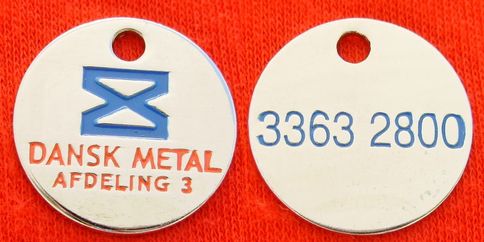 DANSK METAL
AFDELING 3
3363 2800